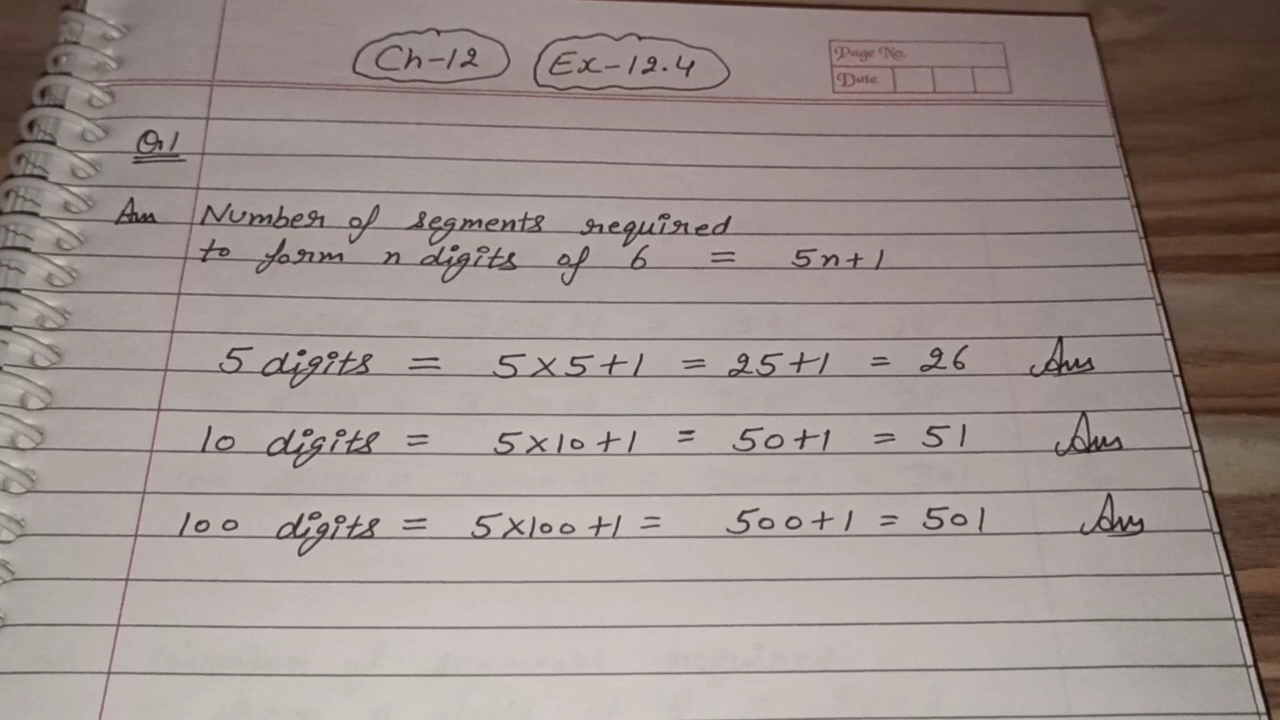 Ch-12 Ex-12.4
Page No.
Date
Q.1
Ans Number of segments required
to form n digits of 6 = 5n+1
5 digits = 5×5+1 = 25+1 = 26 Ans
10 digits = 5×10+1 = 50+1 = 51 Ans
100 digits = 5×100+1 = 500+1 = 501 Ans